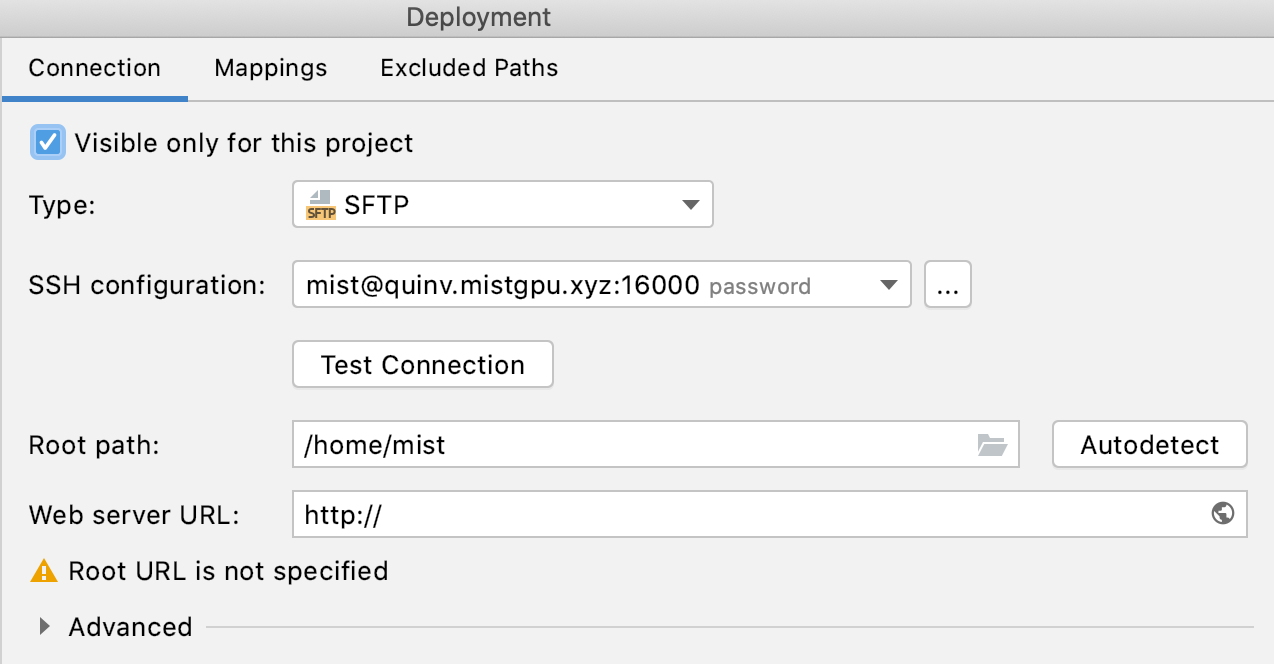 Deployment
Connection Mappings Excluded Paths
Visible only for this project
Type: SFTP SFTP
SSH configuration: mist@quinv.mistgpu.xyz:16000 password ...
Test Connection
Root path: /home/mist Autodetect
Web server URL: http://
Root URL is not specified
Advanced